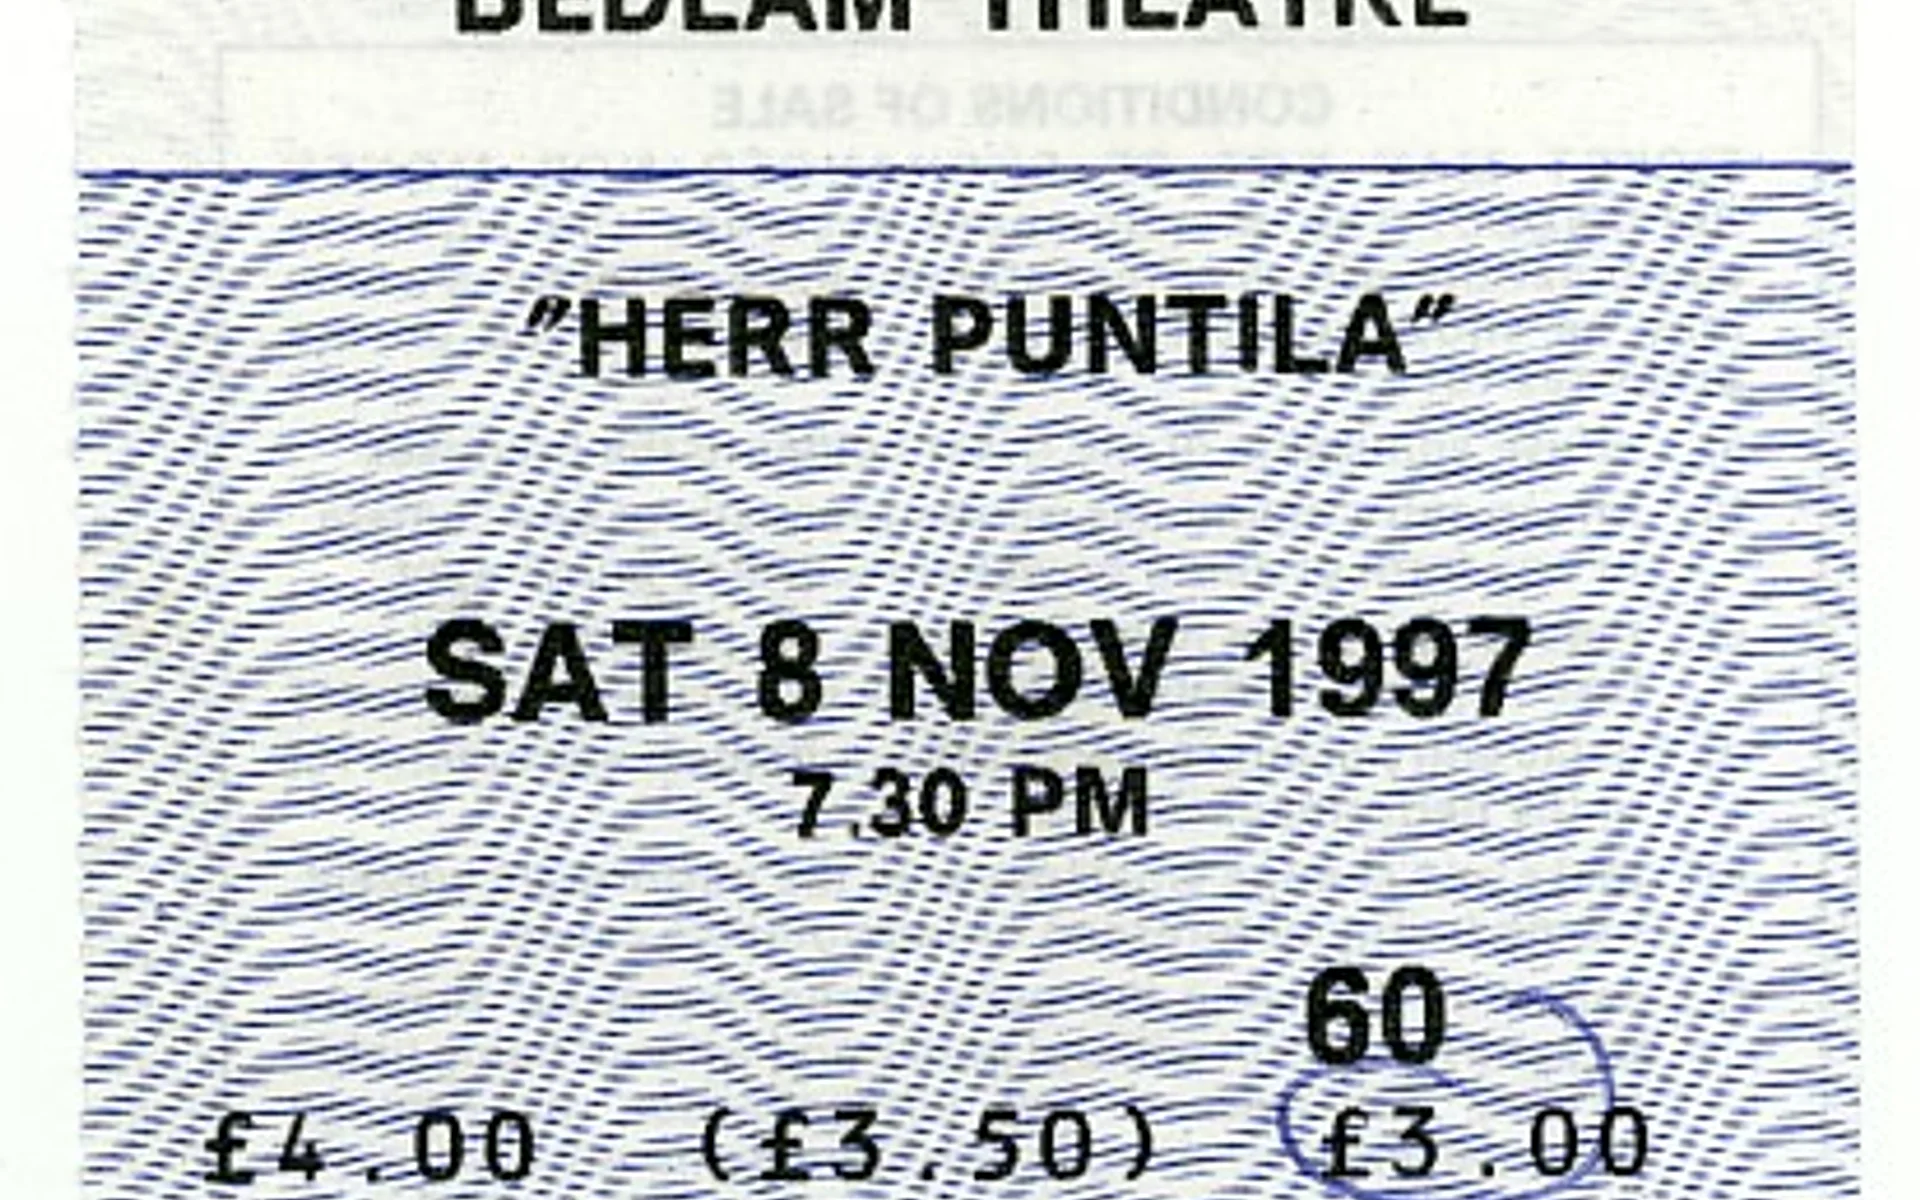 BEDLAM THEATRE
CONDITIONS OF SALE
"HERR PUNTILA"
SAT 8 NOV 1997
7.30 PM
60
£4.00 (£3.50) £3.00